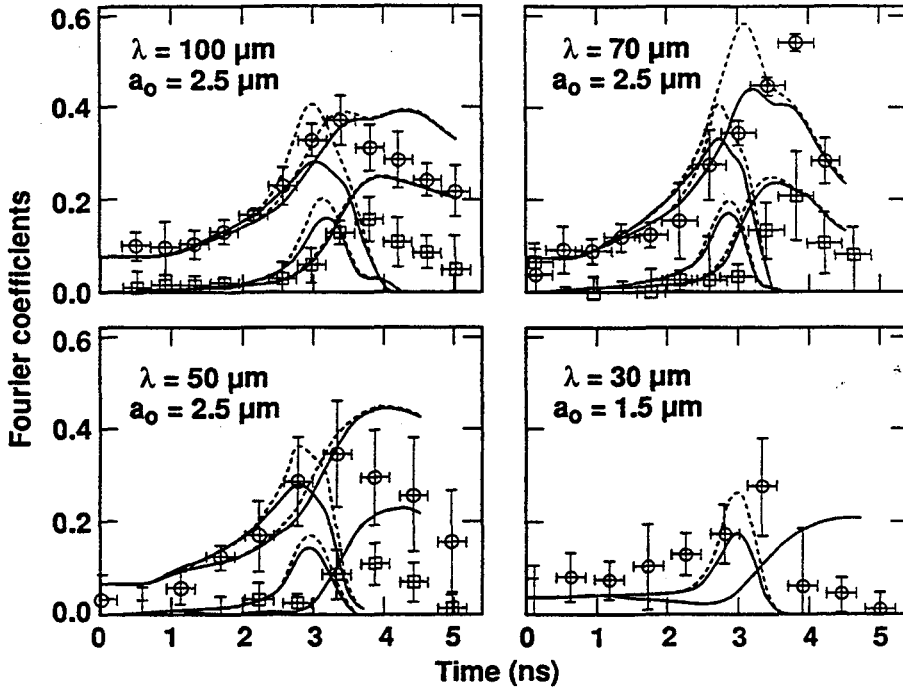 0.6
0.4
0.2
0.0
λ = 100 µm
a₀ = 2.5 µm
λ = 70 µm
a₀ = 2.5 µm
Fourier coefficients
0.6
0.4
0.2
0.0
λ = 50 µm
a₀ = 2.5 µm
λ = 30 µm
a₀ = 1.5 µm
0 1 2 3 4 5
0 1 2 3 4 5
Time (ns)